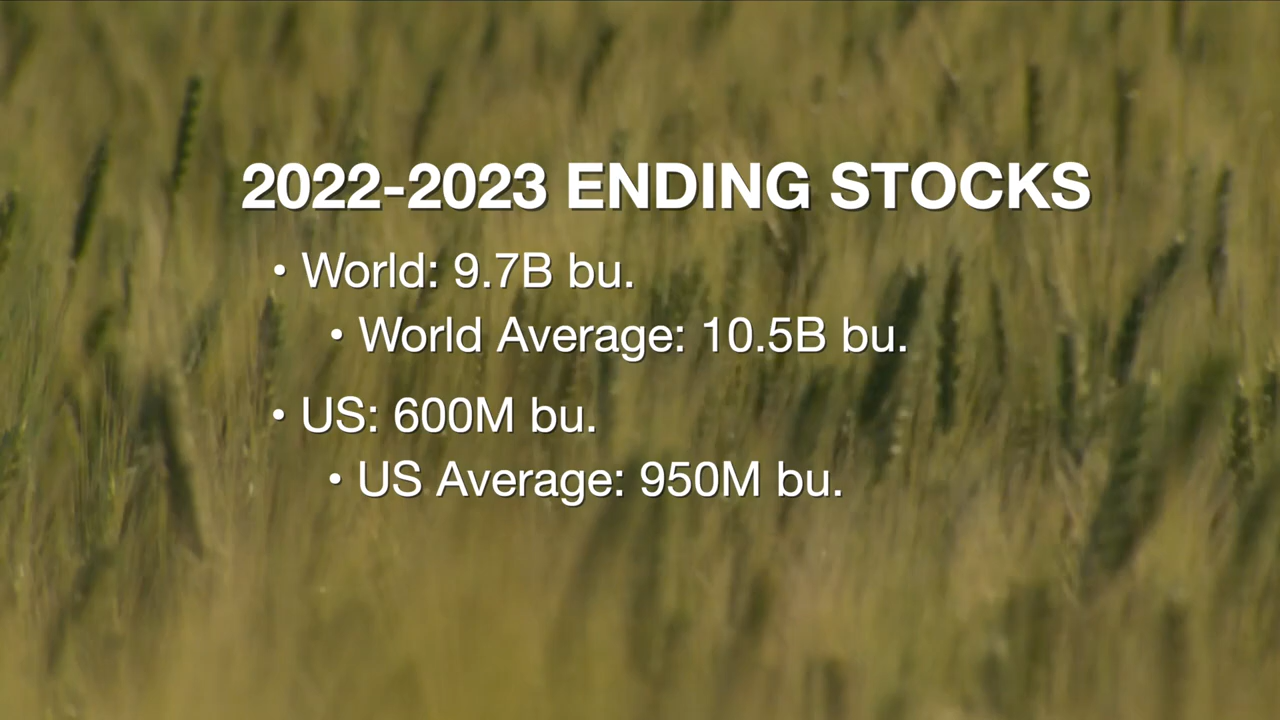 2022-2023 ENDING STOCKS
• World: 9.7B bu.
• World Average: 10.5B bu.
• US: 600M bu.
• US Average: 950M bu.